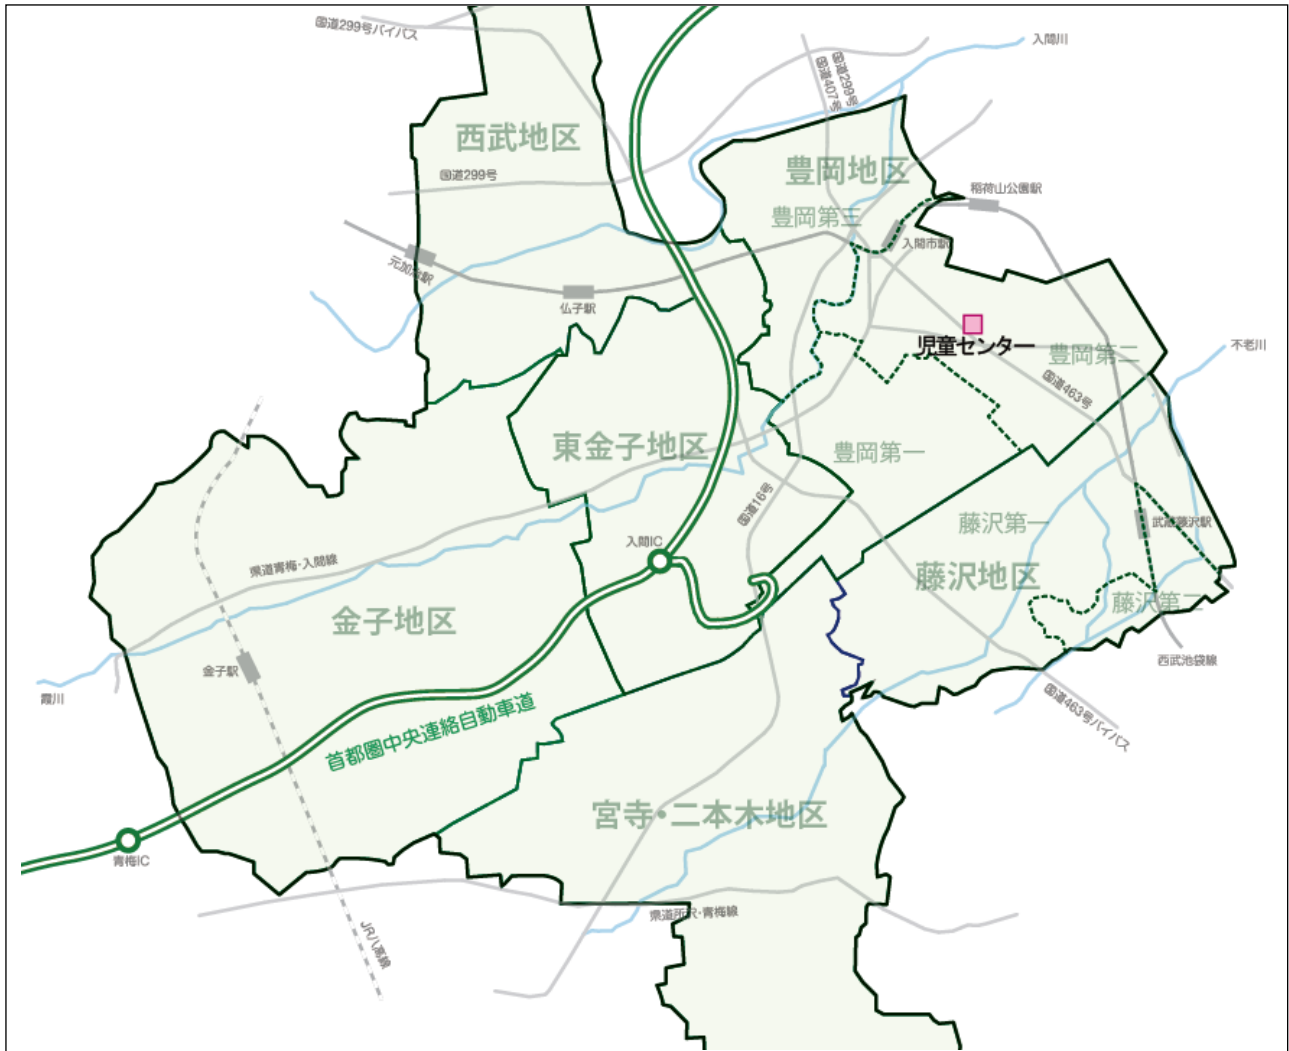 国道299号バイパス
入間川
国道299号
国道407号
西武地区
国道299号
豊岡地区
稲荷山公園駅
豊岡第三
入間市駅
元加治駅
仏子駅
児童センター
豊岡第二
不老川
国道463号
東金子地区
豊岡第一
国道16号
藤沢第一
武蔵藤沢駅
入間IC
県道青梅・入間線
藤沢地区
藤沢第二
金子地区
西武池袋線
金子駅
霞川
国道463号バイパス
首都圏中央連絡自動車道
宮寺・二本木地区
青梅IC
県道所沢・青梅線
JR八高線